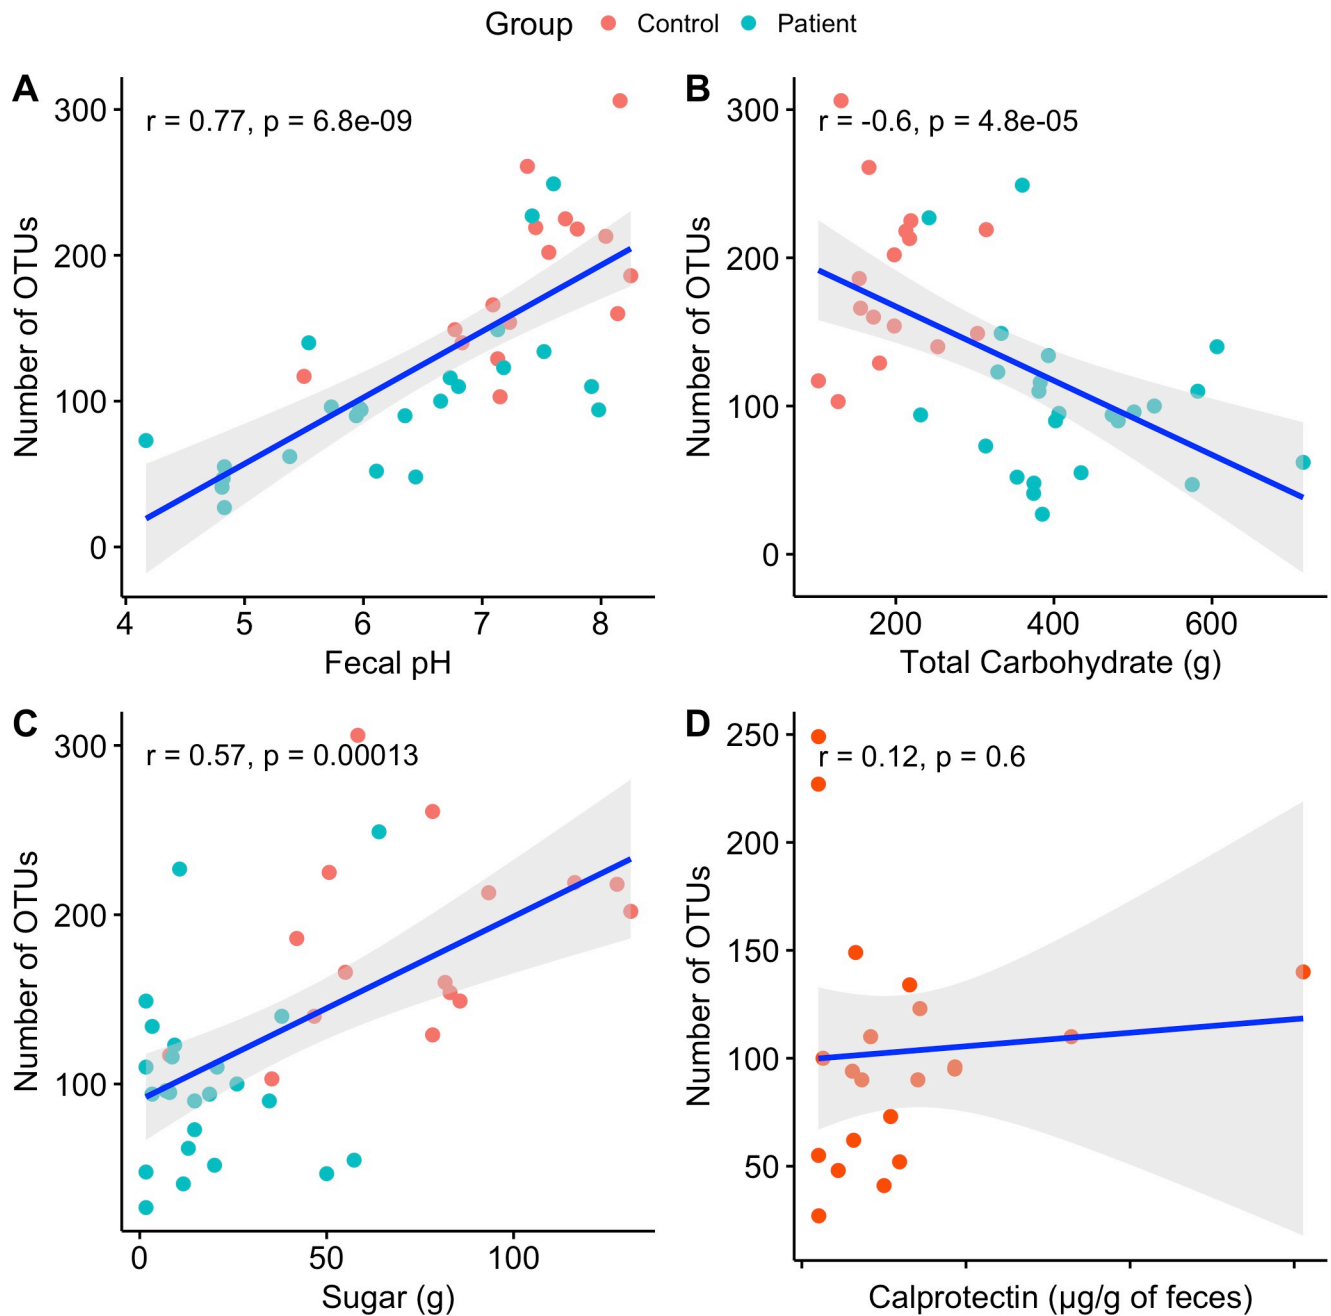 Group Control Patient
A
r = 0.77, p = 6.8e-09
Number of OTUs
300
200
100
0
4 5 6 7 8
Fecal pH
B
r = -0.6, p = 4.8e-05
Number of OTUs
300
200
100
0
200 400 600
Total Carbohydrate (g)
C
r = 0.57, p = 0.00013
Number of OTUs
300
200
100
0 50 100
Sugar (g)
D
r = 0.12, p = 0.6
Number of OTUs
250
200
150
100
50
Calprotectin (μg/g of feces)